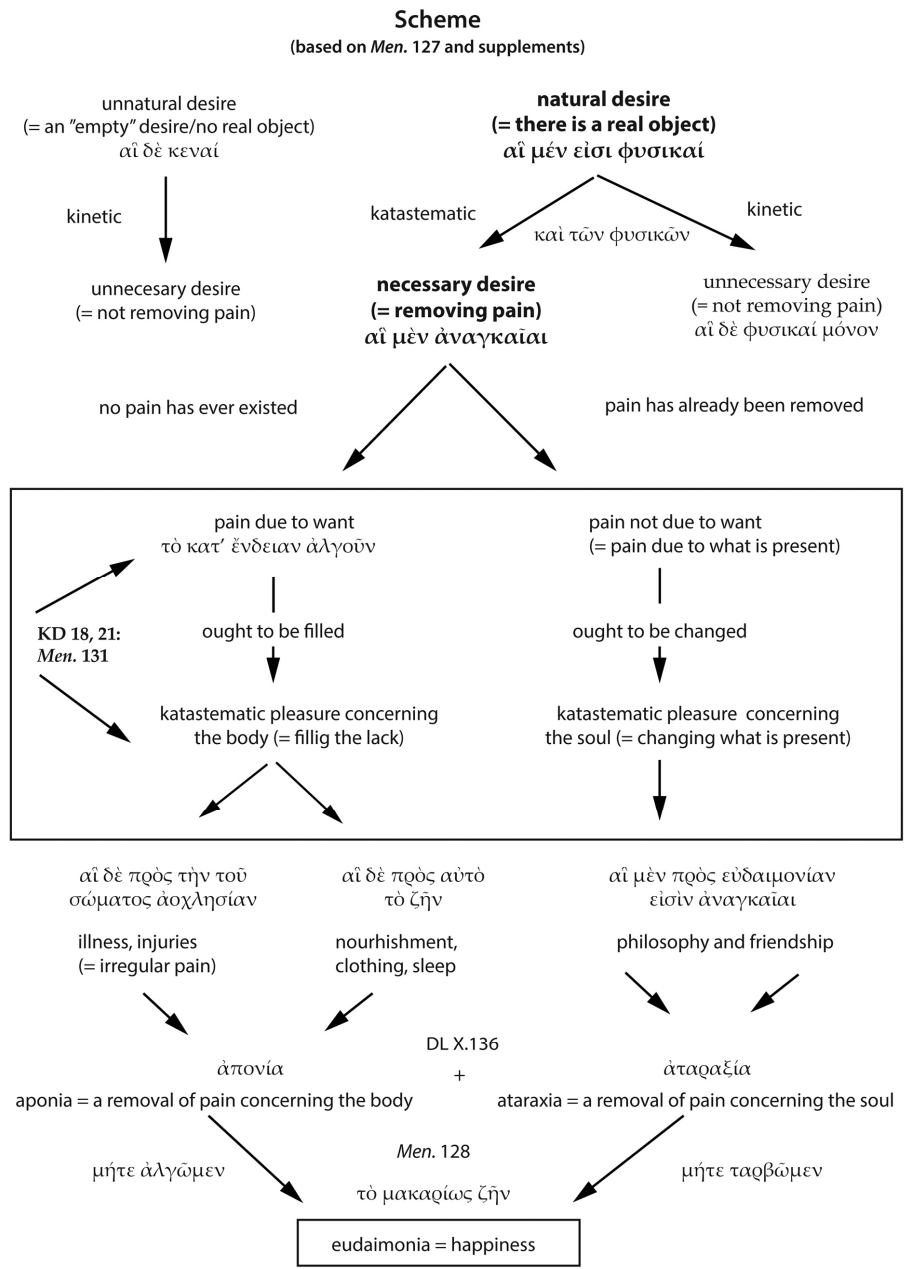 Scheme
(based on Men. 127 and supplements)
unnatural desire
(= an ”empty” desire/no real object)
αἳ δὲ κεναί
natural desire
(= there is a real object)
αἳ μέν εἰσι φυσικαί
kinetic
katastematic
kinetic
καὶ τῶν φυσικῶν
unnecesary desire
(= not removing pain)
necessary desire
(= removing pain)
αἳ μὲν ἀναγκαῖαι
unnecessary desire
(= not removing pain)
αἳ δὲ φυσικαί μόνον
no pain has ever existed
pain has already been removed
pain due to want
τὸ κατ’ ἔνδειαν ἀλγοῦν
pain not due to want
(= pain due to what is present)
KD 18, 21:
Men. 131
ought to be filled
ought to be changed
katastematic pleasure concerning
the body (= fillig the lack)
katastematic pleasure concerning
the soul (= changing what is present)
αἳ δὲ πρὸς τὴν τοῦ
σώματος ἀοχλησίαν
αἳ δὲ πρὸς αὐτὸ
τὸ ζῆν
αἳ μὲν πρὸς εὐδαιμονίαν
εἰσὶν ἀναγκαῖαι
illness, injuries
(= irregular pain)
nourhishment,
clothing, sleep
philosophy and friendship
DL X.136
+
ἀπονία
aponia = a removal of pain concerning the body
ἀταραξία
ataraxia = a removal of pain concerning the soul
Men. 128
μήτε ἀλγῶμεν
μήτε ταρβῶμεν
τὸ μακαρίως ζῆν
eudaimonia = happiness